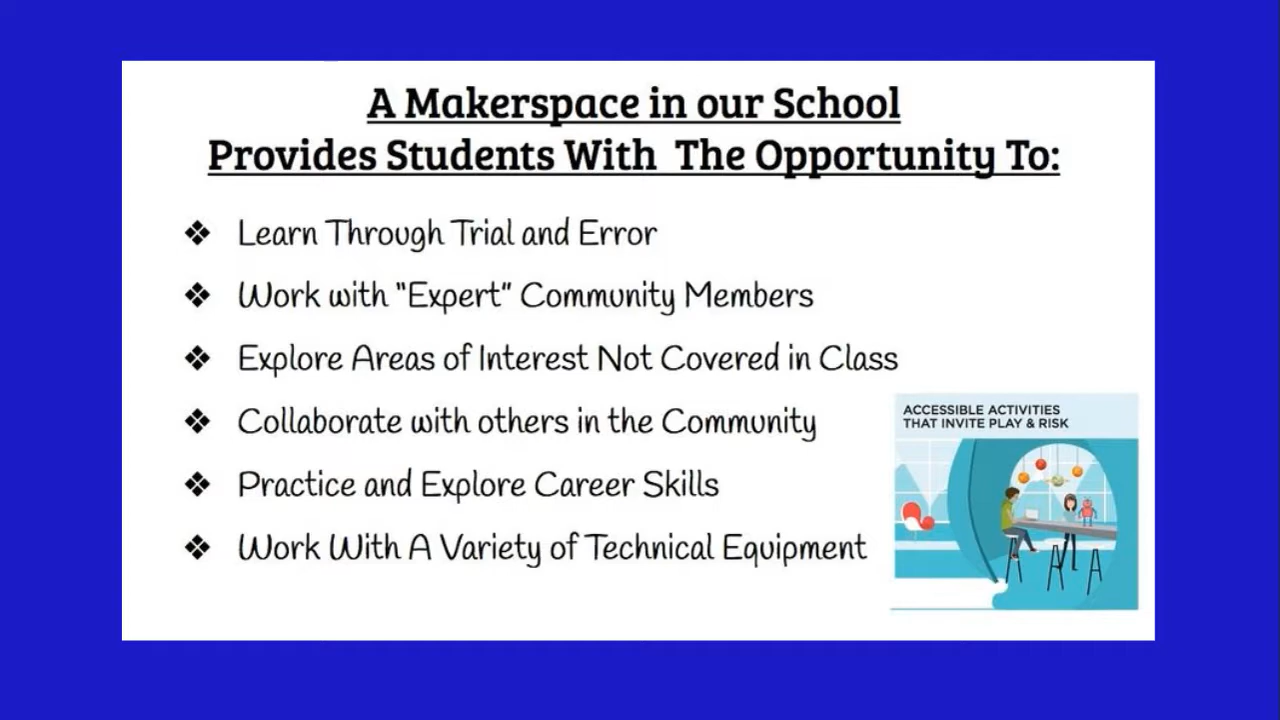 A Makerspace in our School
Provides Students With The Opportunity To:
❖ Learn Through Trial and Error
❖ Work with "Expert" Community Members
❖ Explore Areas of Interest Not Covered in Class
❖ Collaborate with others in the Community
❖ Practice and Explore Career Skills
❖ Work With A Variety of Technical Equipment
ACCESSIBLE ACTIVITIES
THAT INVITE PLAY & RISK